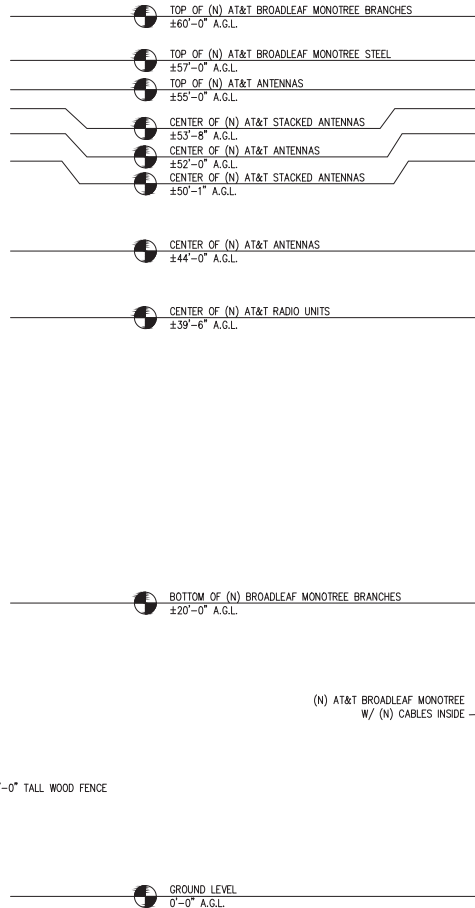 TOP OF (N) AT&T BROADLEAF MONOTREE BRANCHES
±60'-0" A.G.L.
TOP OF (N) AT&T BROADLEAF MONOTREE STEEL
±57'-0" A.G.L.
TOP OF (N) AT&T ANTENNAS
±55'-0" A.G.L.
CENTER OF (N) AT&T STACKED ANTENNAS
±53'-8" A.G.L.
CENTER OF (N) AT&T ANTENNAS
±52'-0" A.G.L.
CENTER OF (N) AT&T STACKED ANTENNAS
±50'-1" A.G.L.
CENTER OF (N) AT&T ANTENNAS
±44'-0" A.G.L.
CENTER OF (N) AT&T RADIO UNITS
±39'-6" A.G.L.
BOTTOM OF (N) BROADLEAF MONOTREE BRANCHES
±20'-0" A.G.L.
(N) AT&T BROADLEAF MONOTREE
W/ (N) CABLES INSIDE
'-0" TALL WOOD FENCE
GROUND LEVEL
0'-0" A.G.L.